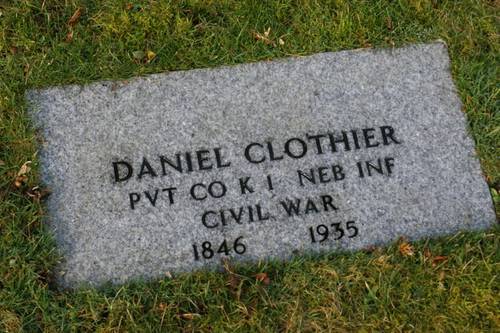 DANIEL CLOTHIER
PVT CO K 1 NEB INF
CIVIL WAR
1846 1935